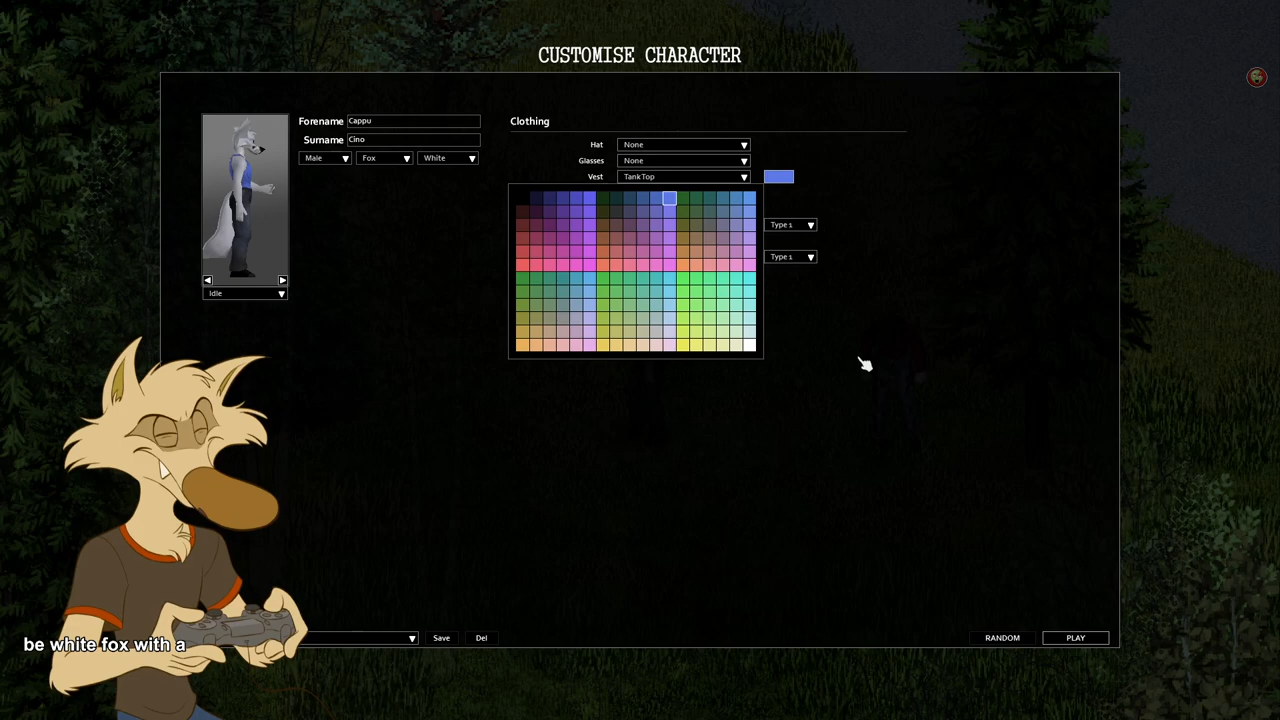 CUSTOMISE CHARACTER
Forename Cappu
Surname Cino
Male Fox White
Idle
Clothing
Hat None
Glasses None
Vest TankTop
Type 1
Type 1
be white fox with a
Save Del
RANDOM PLAY